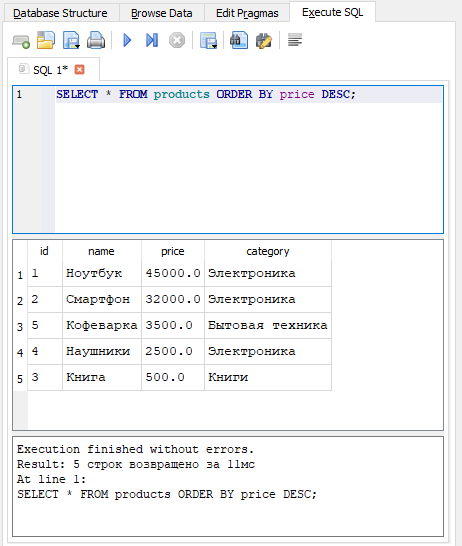 Database Structure Browse Data Edit Pragmas Execute SQL
SQL 1*
1 SELECT * FROM products ORDER BY price DESC;
id name price category
1 1 Ноутбук 45000.0 Электроника
2 2 Смартфон 32000.0 Электроника
3 5 Кофеварка 3500.0 Бытовая техника
4 4 Наушники 2500.0 Электроника
5 3 Книга 500.0 Книги
Execution finished without errors.
Result: 5 строк возвращено за 11мс
At line 1:
SELECT * FROM products ORDER BY price DESC;